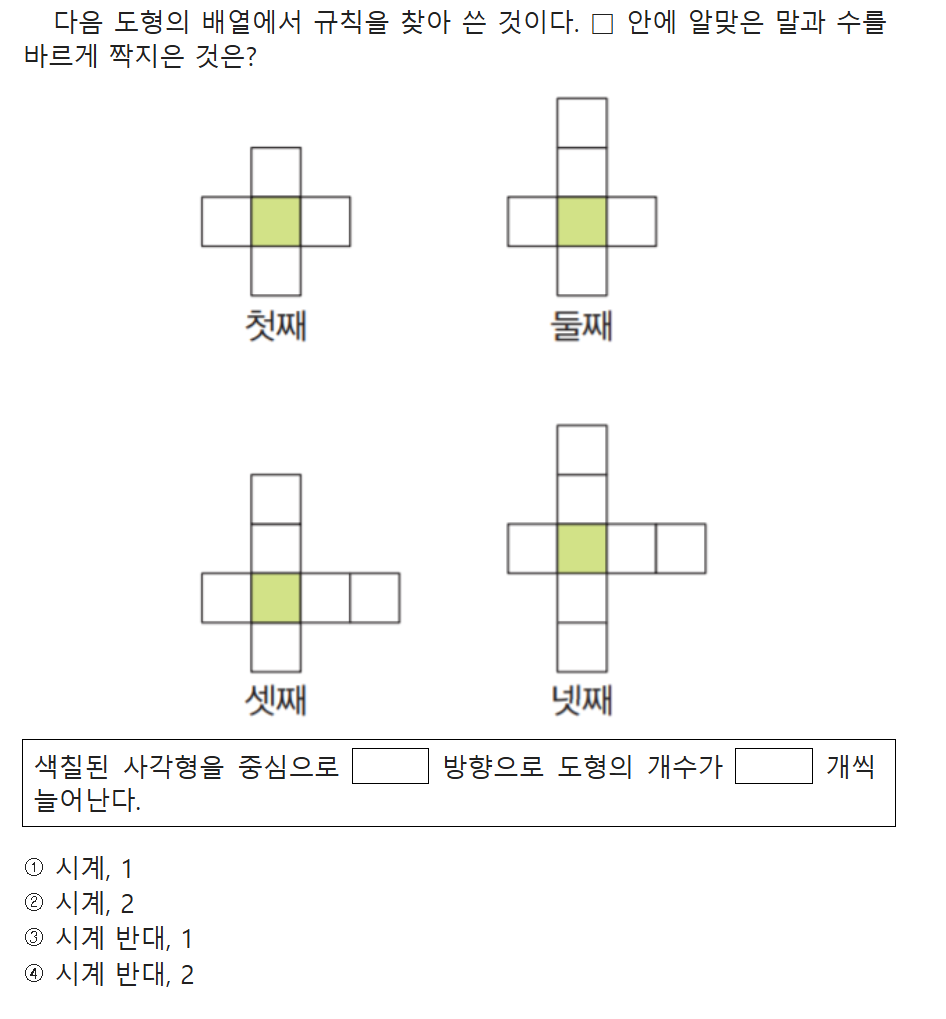 다음 도형의 배열에서 규칙을 찾아 쓴 것이다. □ 안에 알맞은 말과 수를
바르게 짝지은 것은?
첫째
둘째
셋째
넷째
색칠된 사각형을 중심으로 □ 방향으로 도형의 개수가 □ 개씩
늘어난다.
① 시계, 1
② 시계, 2
③ 시계 반대, 1
④ 시계 반대, 2